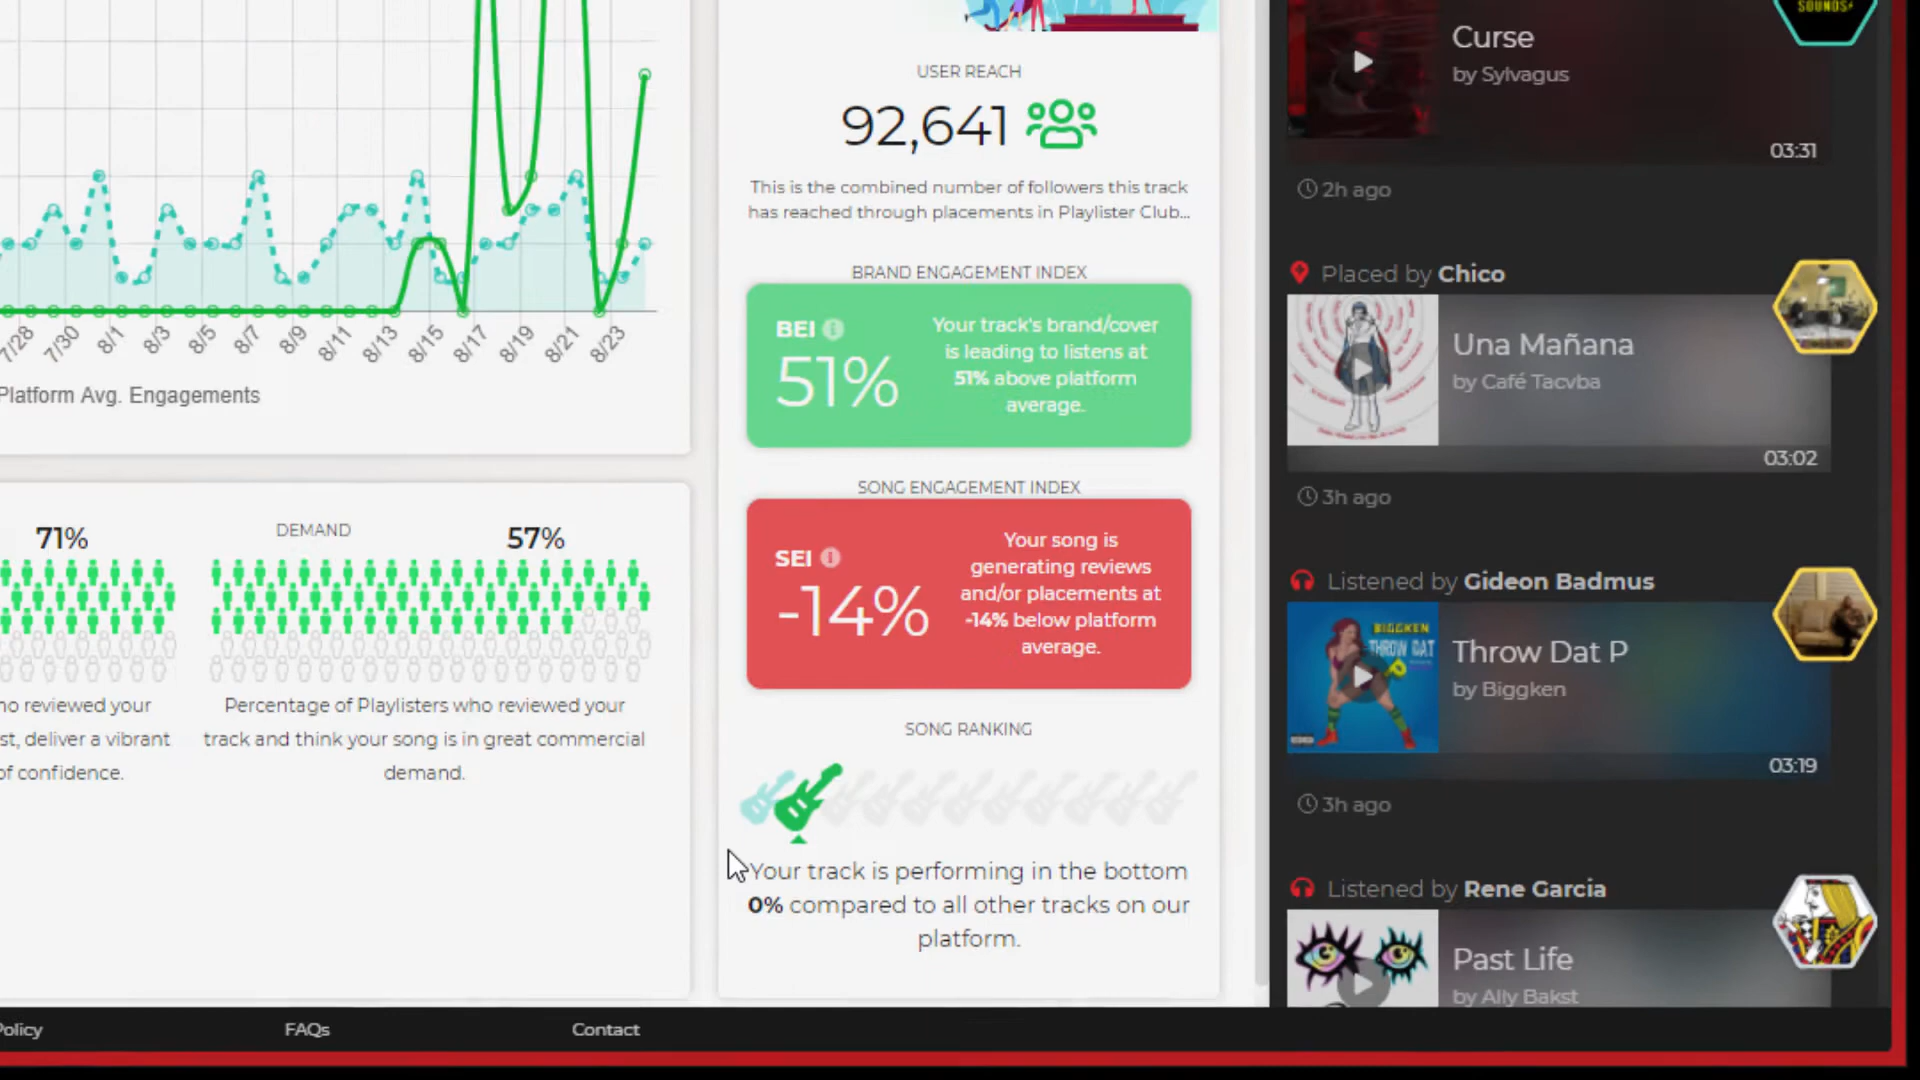 7/28 7/30 8/1 8/3 8/5 8/7 8/9 8/11 8/13 8/15 8/17 8/19 8/21 8/23
Platform Avg. Engagements
71%
DEMAND 57%
who reviewed your
st, deliver a vibrant
of confidence.
Percentage of Playlisters who reviewed your
track and think your song is in great commercial
demand.
USER REACH
92,641
This is the combined number of followers this track
has reached through placements in Playlister Club...
BRAND ENGAGEMENT INDEX
BEI
51%
Your track's brand/cover
is leading to listens at
51% above platform
average.
SONG ENGAGEMENT INDEX
SEI
-14%
Your song is
generating reviews
and/or placements at
-14% below platform
average.
SONG RANKING
Your track is performing in the bottom
0% compared to all other tracks on our
platform.
SOUNDS
Curse
by Sylvagus
03:31
2h ago
Placed by Chico
Una Mañana
by Café Tacvba
03:02
3h ago
Listened by Gideon Badmus
BIGGKEN
THROW DAT
P
Throw Dat P
by Biggken
03:19
3h ago
Listened by Rene Garcia
Past Life
by Ally Bakst
Policy
FAQs
Contact